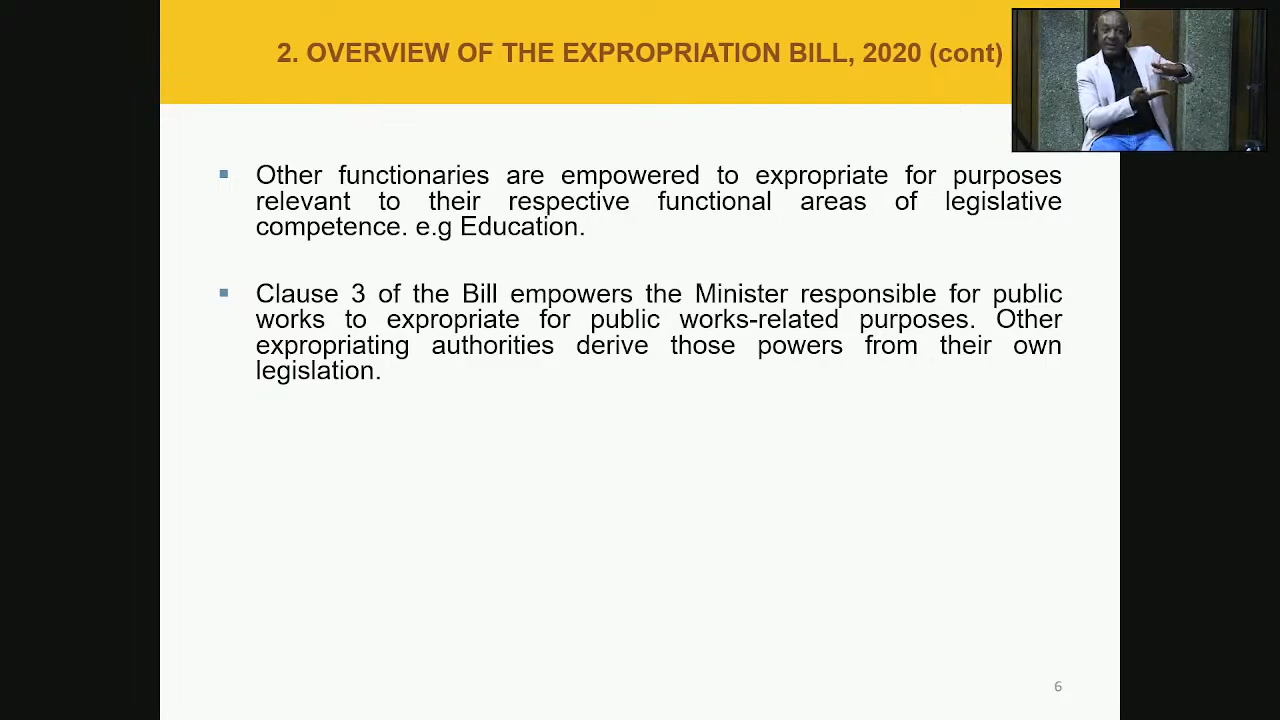 2. OVERVIEW OF THE EXPROPRIATION BILL, 2020 (cont)
▪ Other functionaries are empowered to expropriate for purposes
relevant to their respective functional areas of legislative
competence. e.g Education.
▪ Clause 3 of the Bill empowers the Minister responsible for public
works to expropriate for public works-related purposes. Other
expropriating authorities derive those powers from their own
legislation.
6